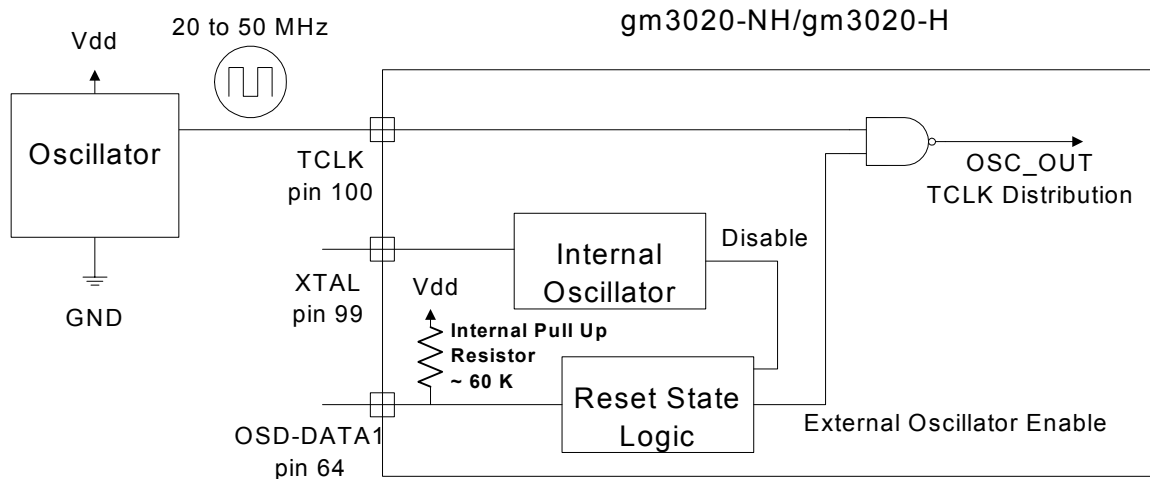 gm3020-NH/gm3020-H
20 to 50 MHz
Vdd
Oscillator
TCLK
pin 100
OSC_OUT
TCLK Distribution
Disable
Internal
Oscillator
XTAL
pin 99
GND
Vdd
Internal Pull Up
Resistor
~ 60 K
Reset State
Logic
External Oscillator Enable
OSD-DATA1
pin 64